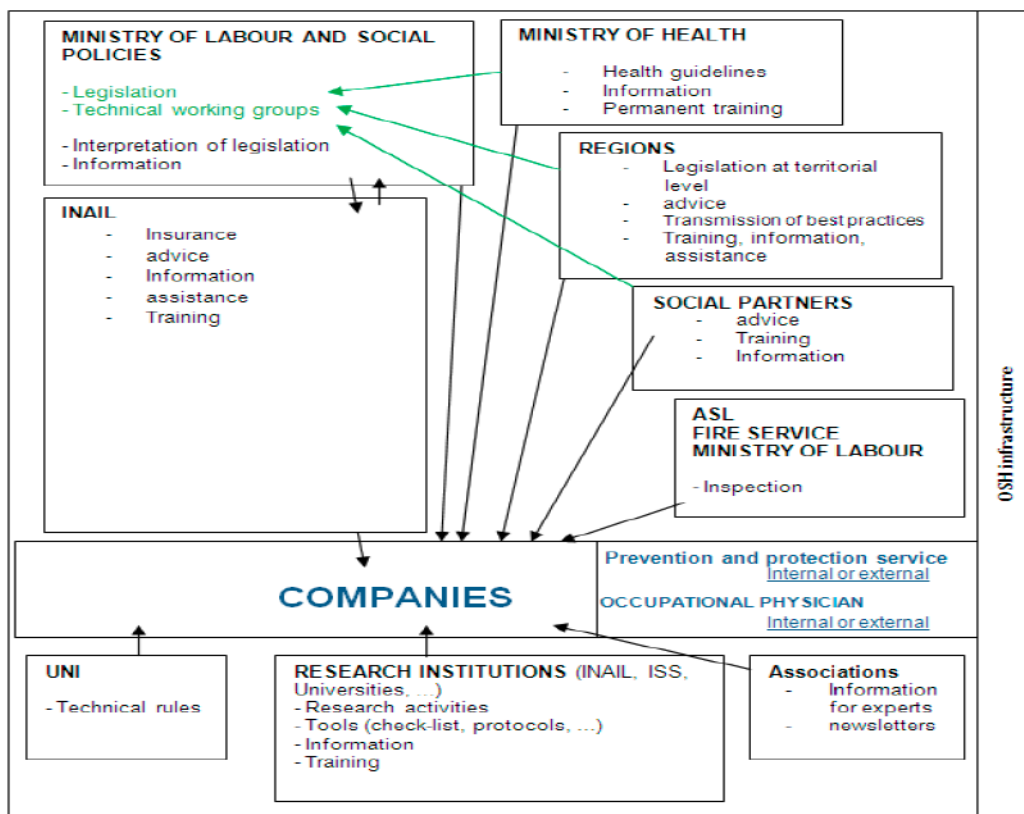 MINISTRY OF LABOUR AND SOCIAL
POLICIES
- Legislation
- Technical working groups
- Interpretation of legislation
- Information
MINISTRY OF HEALTH
- Health guidelines
- Information
- Permanent training
REGIONS
- Legislation at territorial
level
- advice
- Transmission of best practices
- Training, information,
assistance
INAIL
- Insurance
- advice
- Information
- assistance
- Training
SOCIAL PARTNERS
- advice
- Training
- Information
ASL
FIRE SERVICE
MINISTRY OF LABOUR
- Inspection
OSH infrastructure
COMPANIES
Prevention and protection service
Internal or external
OCCUPATIONAL PHYSICIAN
Internal or external
UNI
- Technical rules
RESEARCH INSTITUTIONS (INAIL, ISS,
Universities, ...)
- Research activities
- Tools (check-list, protocols, ...)
- Information
- Training
Associations
- Information
for experts
- newsletters